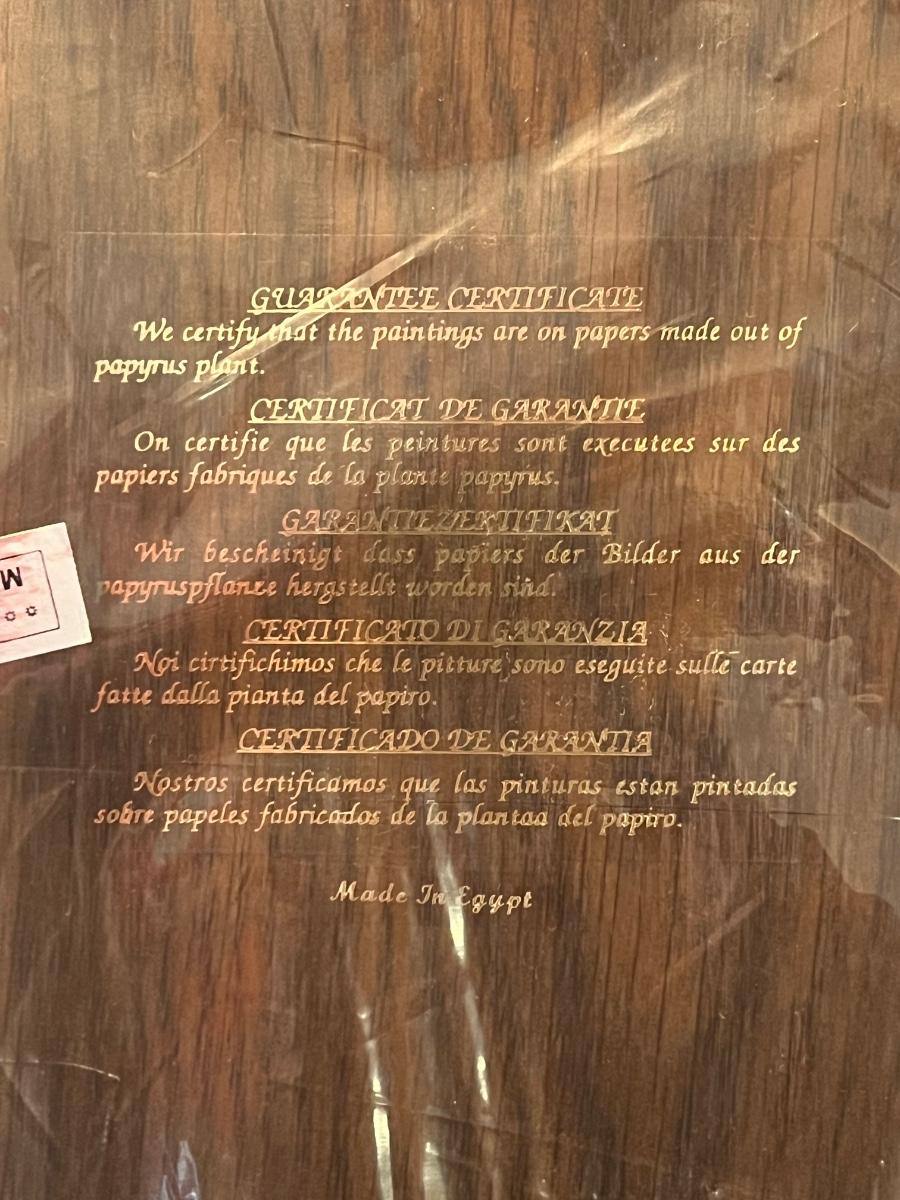 GUARANTEE CERTIFICATE
We certify that the paintings are on papers made out of
papyrus plant.
CERTIFICAT DE GARANTIE
On certifie que les peintures sont executees sur des
papiers fabriques de la plante papyrus.
GARANTIEZERTIFIKAT
Wir bescheinigt dass papiers der Bilder aus der
papyruspflanze hergstellt worden sind.
CERTIFICATO DI GARANZIA
Noi cirtifichimos che le pitture sono eseguite sulle carte
fatte dalla pianta del papiro.
CERTIFICADO DE GARANTIA
Nostros certificamos que las pinturas estan pintadas
sobre papeles fabricados de la plantaa del papiro.
Made In Egypt
M